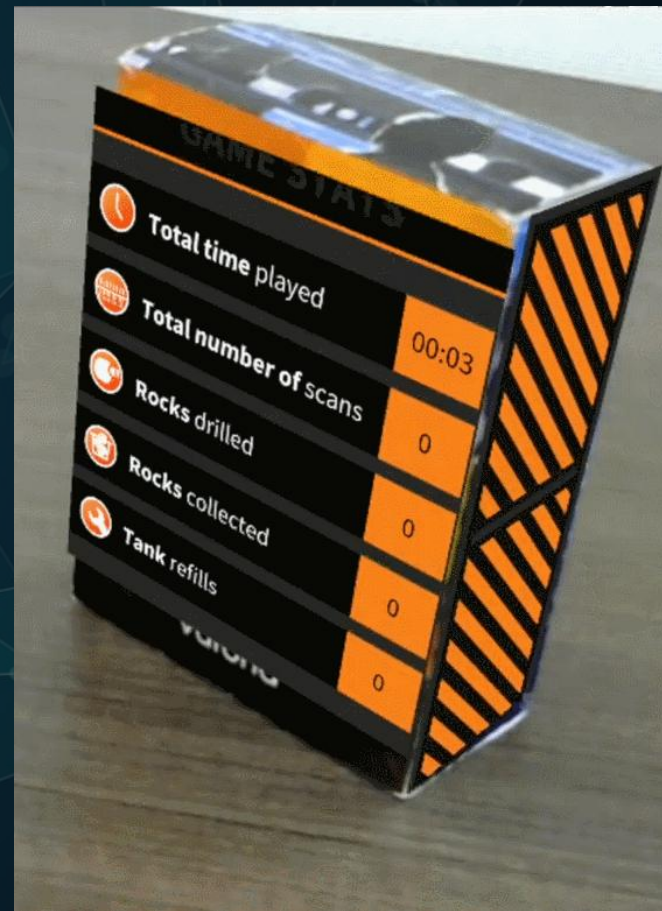 GAME STATS
Total time played
00:03
Total number of scans
0
Rocks drilled
0
Rocks collected
0
Tank refills
0